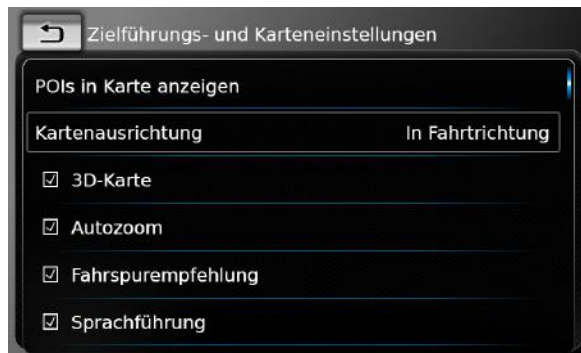 Zielführungs- und Karteneinstellungen
POIs in Karte anzeigen
Kartenausrichtung In Fahrtrichtung
3D-Karte
Autozoom
Fahrspurempfehlung
Sprachführung